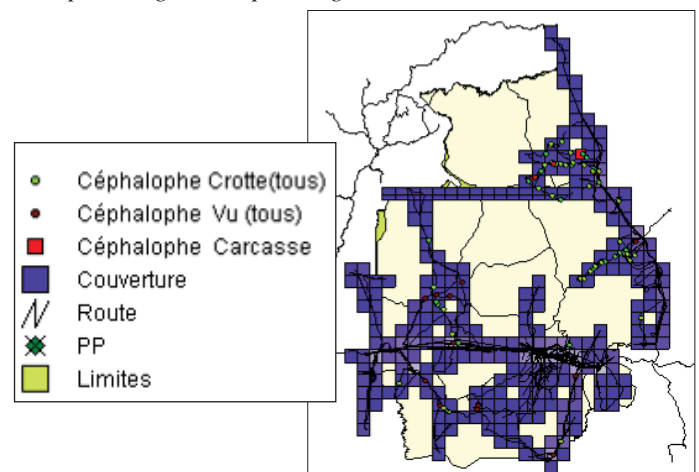 Céphalophe Crotte(tous)
Céphalophe Vu (tous)
Céphalophe Carcasse
Couverture
Route
PP
Limites